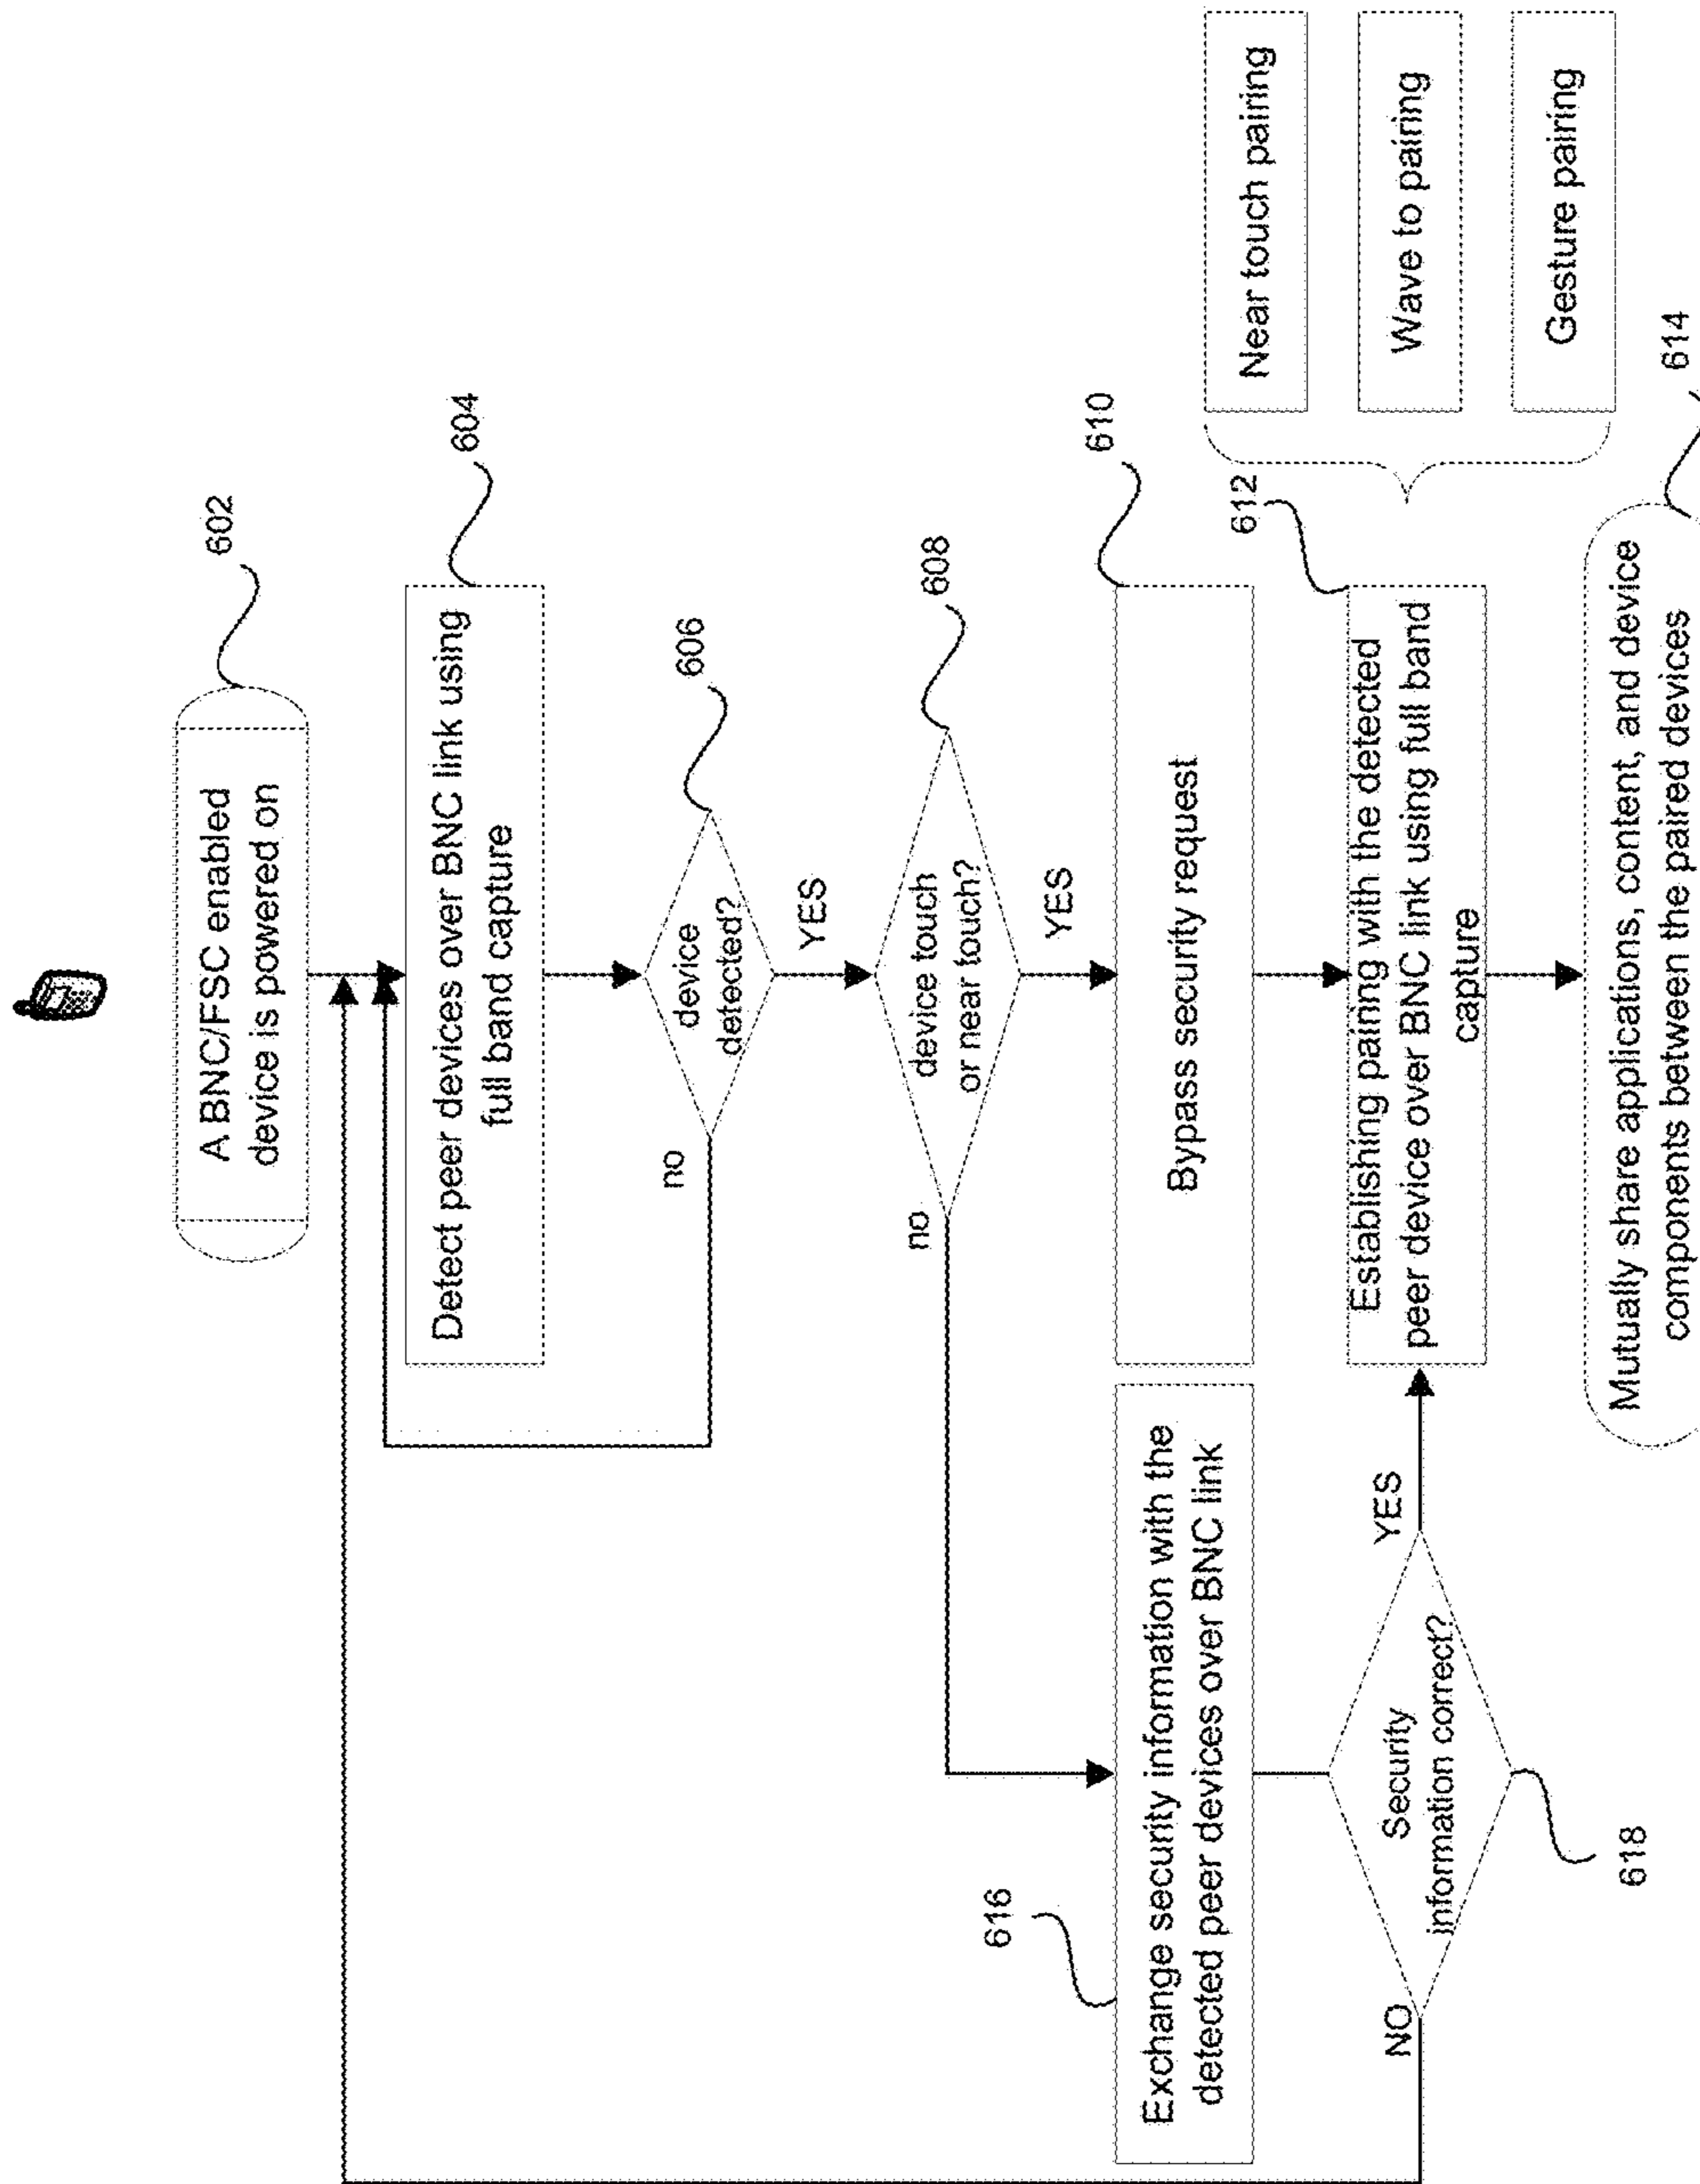 A BNC/FSC enabled
device is powered on
602
Detect peer devices over BNC link using
full band capture
604
device
detected?
606
no
YES
device touch
or near touch?
608
no
YES
Bypass security request
610
Exchange security information with the
detected peer devices over BNC link
616
Establishing pairing with the detected
peer device over BNC link using full band
capture
612
Near touch pairing
Wave to pairing
Gesture pairing
Security
information correct?
618
NO
YES
Mutually share applications, content, and device
components between the paired devices
614